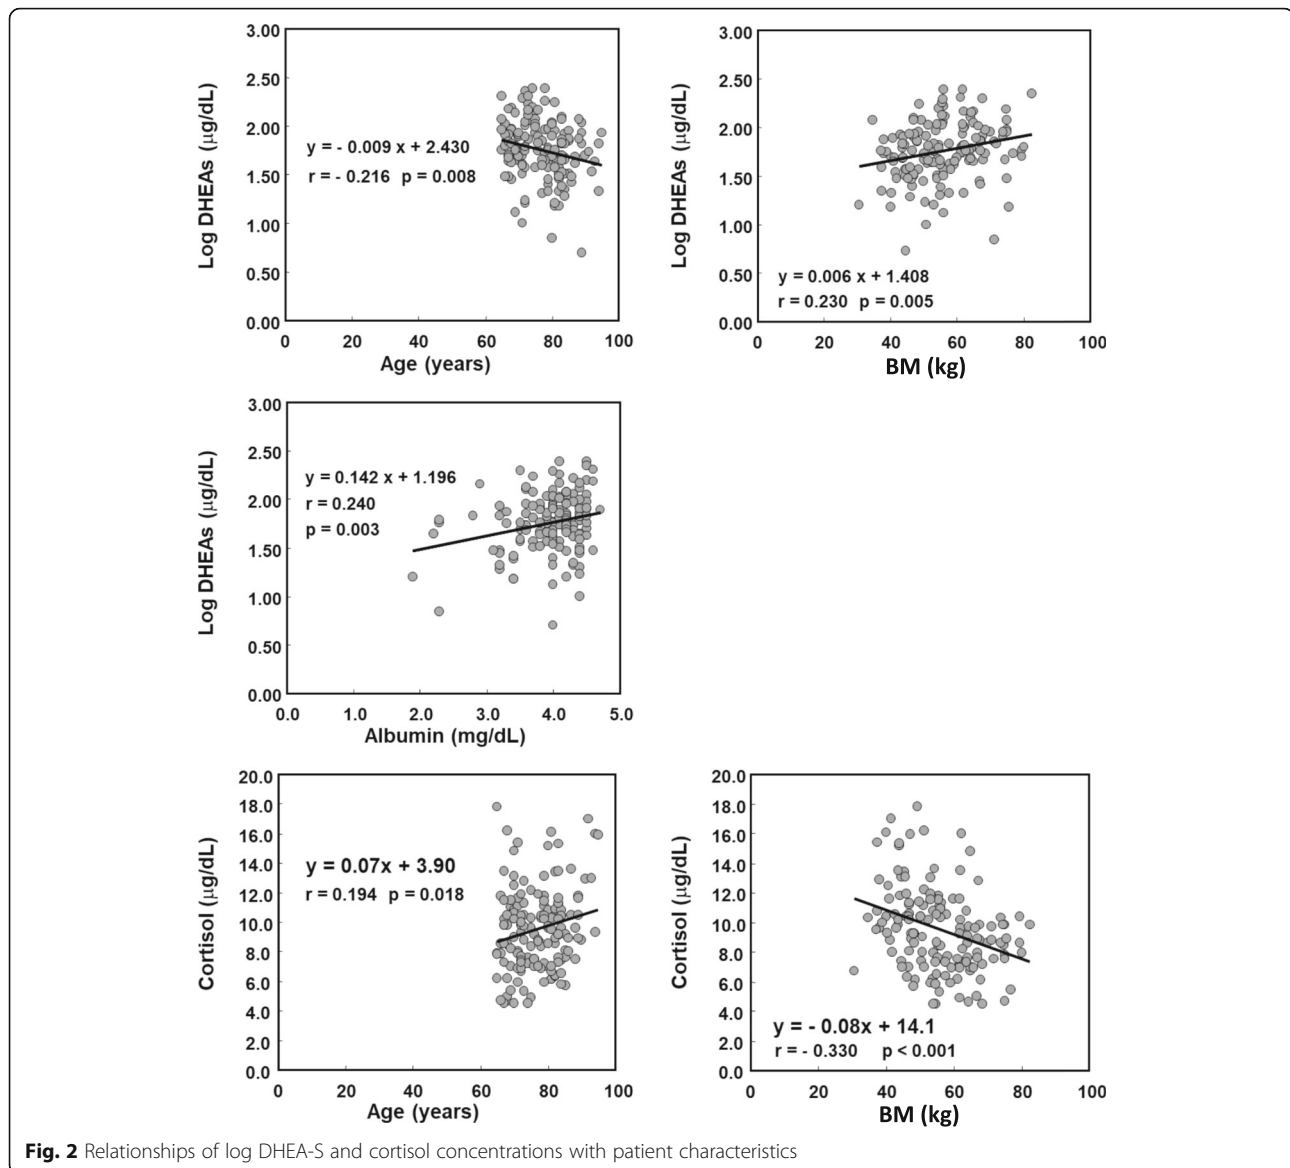 3.00
2.50
2.00
1.50
1.00
0.50
0.00
Log DHEAs (µg/dL)
y = - 0.009 x + 2.430
r = - 0.216 p = 0.008
0 20 40 60 80 100
Age (years)
3.00
2.50
2.00
1.50
1.00
0.50
0.00
Log DHEAs (µg/dL)
y = 0.006 x + 1.408
r = 0.230 p = 0.005
0 20 40 60 80 100
BM (kg)
3.00
2.50
2.00
1.50
1.00
0.50
0.00
Log DHEAs (µg/dL)
y = 0.142 x + 1.196
r = 0.240
p = 0.003
0.0 1.0 2.0 3.0 4.0 5.0
Albumin (mg/dL)
20.0
18.0
16.0
14.0
12.0
10.0
8.0
6.0
4.0
2.0
0.0
Cortisol (µg/dL)
y = 0.07x + 3.90
r = 0.194 p = 0.018
0 20 40 60 80 100
Age (years)
20.0
18.0
16.0
14.0
12.0
10.0
8.0
6.0
4.0
2.0
0.0
Cortisol (µg/dL)
y = - 0.08x + 14.1
r = - 0.330 p < 0.001
0 20 40 60 80 100
BM (kg)
Fig. 2 Relationships of log DHEA-S and cortisol concentrations with patient characteristics